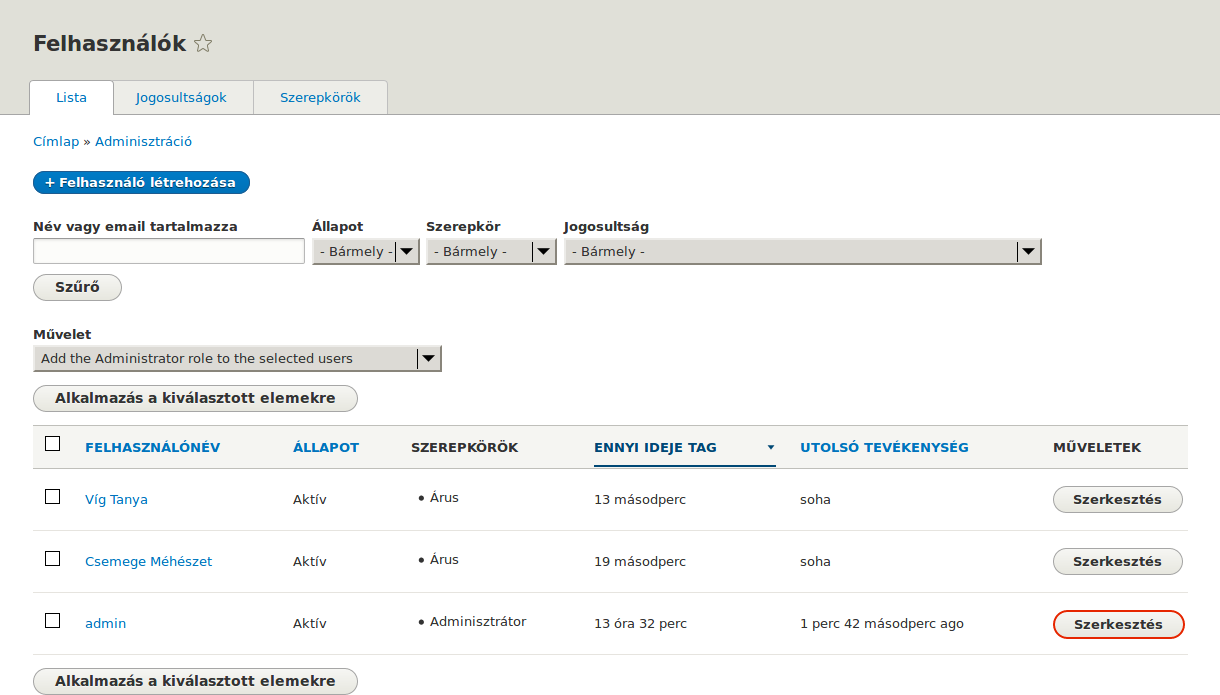 Felhasználók
Lista Jogosultságok Szerepkörök
Címlap » Adminisztráció
+ Felhasználó létrehozása
Név vagy email tartalmazza Állapot Szerepkör Jogosultság
- Bármely - - Bármely - - Bármely -
Szűrő
Művelet
Add the Administrator role to the selected users
Alkalmazás a kiválasztott elemekre
FELHASZNÁLÓNÉV ÁLLAPOT SZEREPKÖRÖK ENNYI IDEJE TAG UTOLSÓ TEVÉKENYSÉG MŰVELETEK
Víg Tanya Aktív • Árus 13 másodperc soha Szerkesztés
Csemege Méhészet Aktív • Árus 19 másodperc soha Szerkesztés
admin Aktív • Adminisztrátor 13 óra 32 perc 1 perc 42 másodperc ago Szerkesztés
Alkalmazás a kiválasztott elemekre